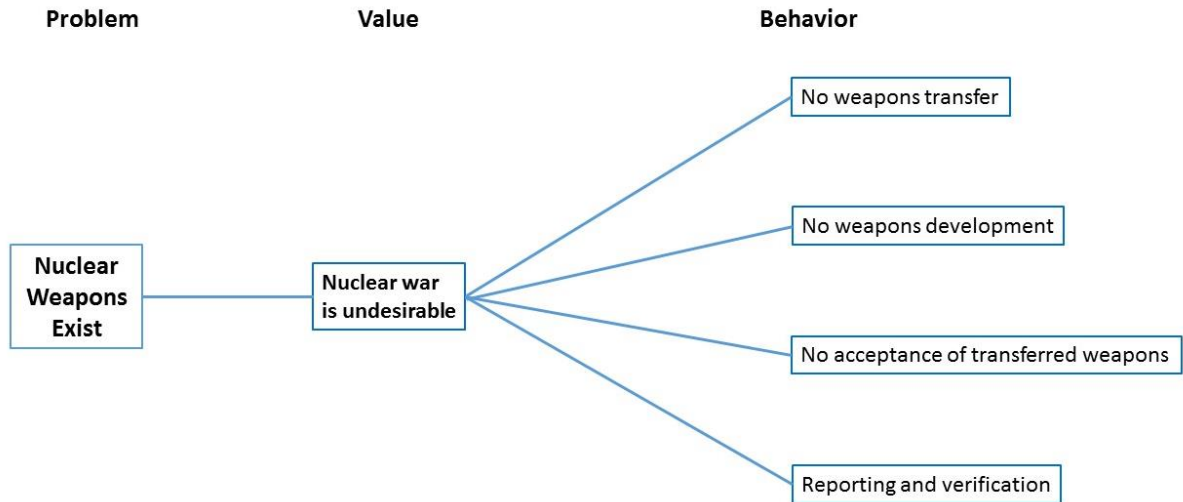 Problem
Value
Behavior
No weapons transfer
No weapons development
Nuclear
Weapons
Exist
Nuclear war
is undesirable
No acceptance of transferred weapons
Reporting and verification